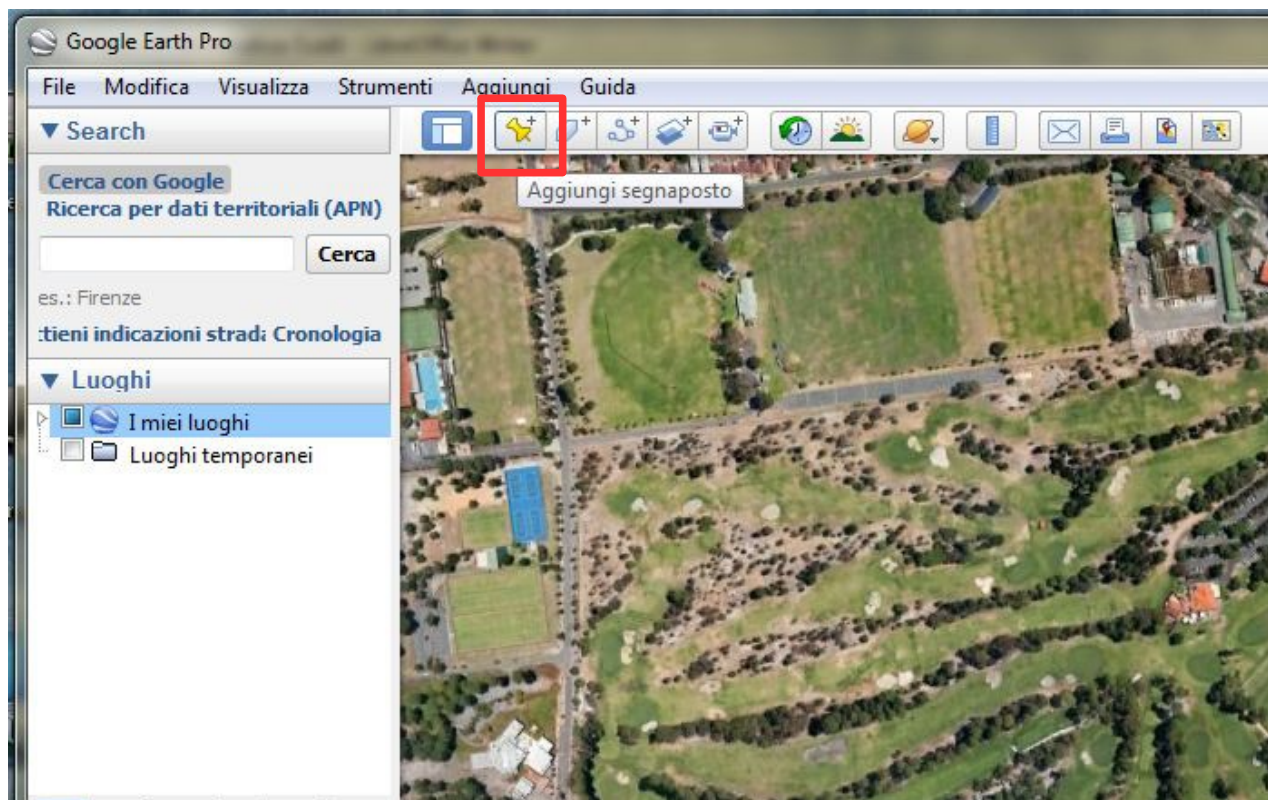 Google Earth Pro
File Modifica Visualizza Strumenti Aggiungi Guida
Search
Aggiungi segnaposto
Cerca con Google
Ricerca per dati territoriali (APN)
Cerca
es.: Firenze
:tieni indicazioni strada Cronologia
Luoghi
I miei luoghi
Luoghi temporanei